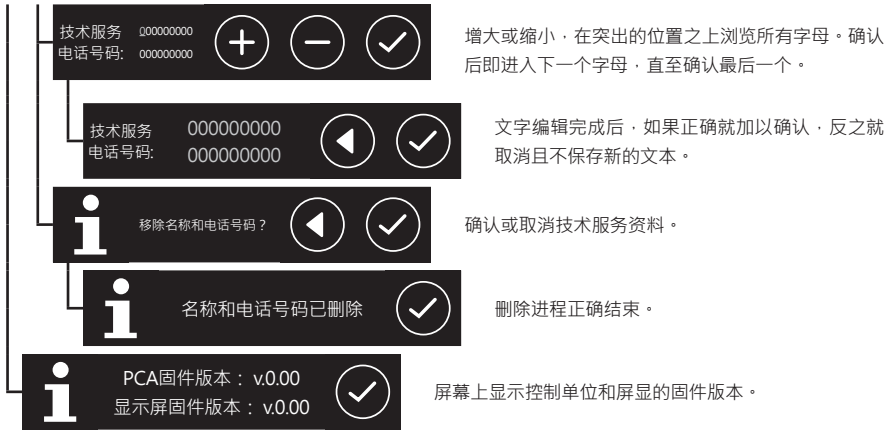 技术服务 000000000
电话号码: 000000000
增大或缩小，在突出的位置之上浏览所有字母。确认
后即进入下一个字母，直至确认最后一个。
技术服务 000000000
电话号码: 000000000
文字编辑完成后，如果正确就加以确认，反之就
取消且不保存新的文本。
移除名称和电话号码？
确认或取消技术服务资料。
名称和电话号码已删除
删除进程正确结束。
PCA固件版本： v.0.00
显示屏固件版本： v.0.00
屏幕上显示控制单位和屏显的固件版本。